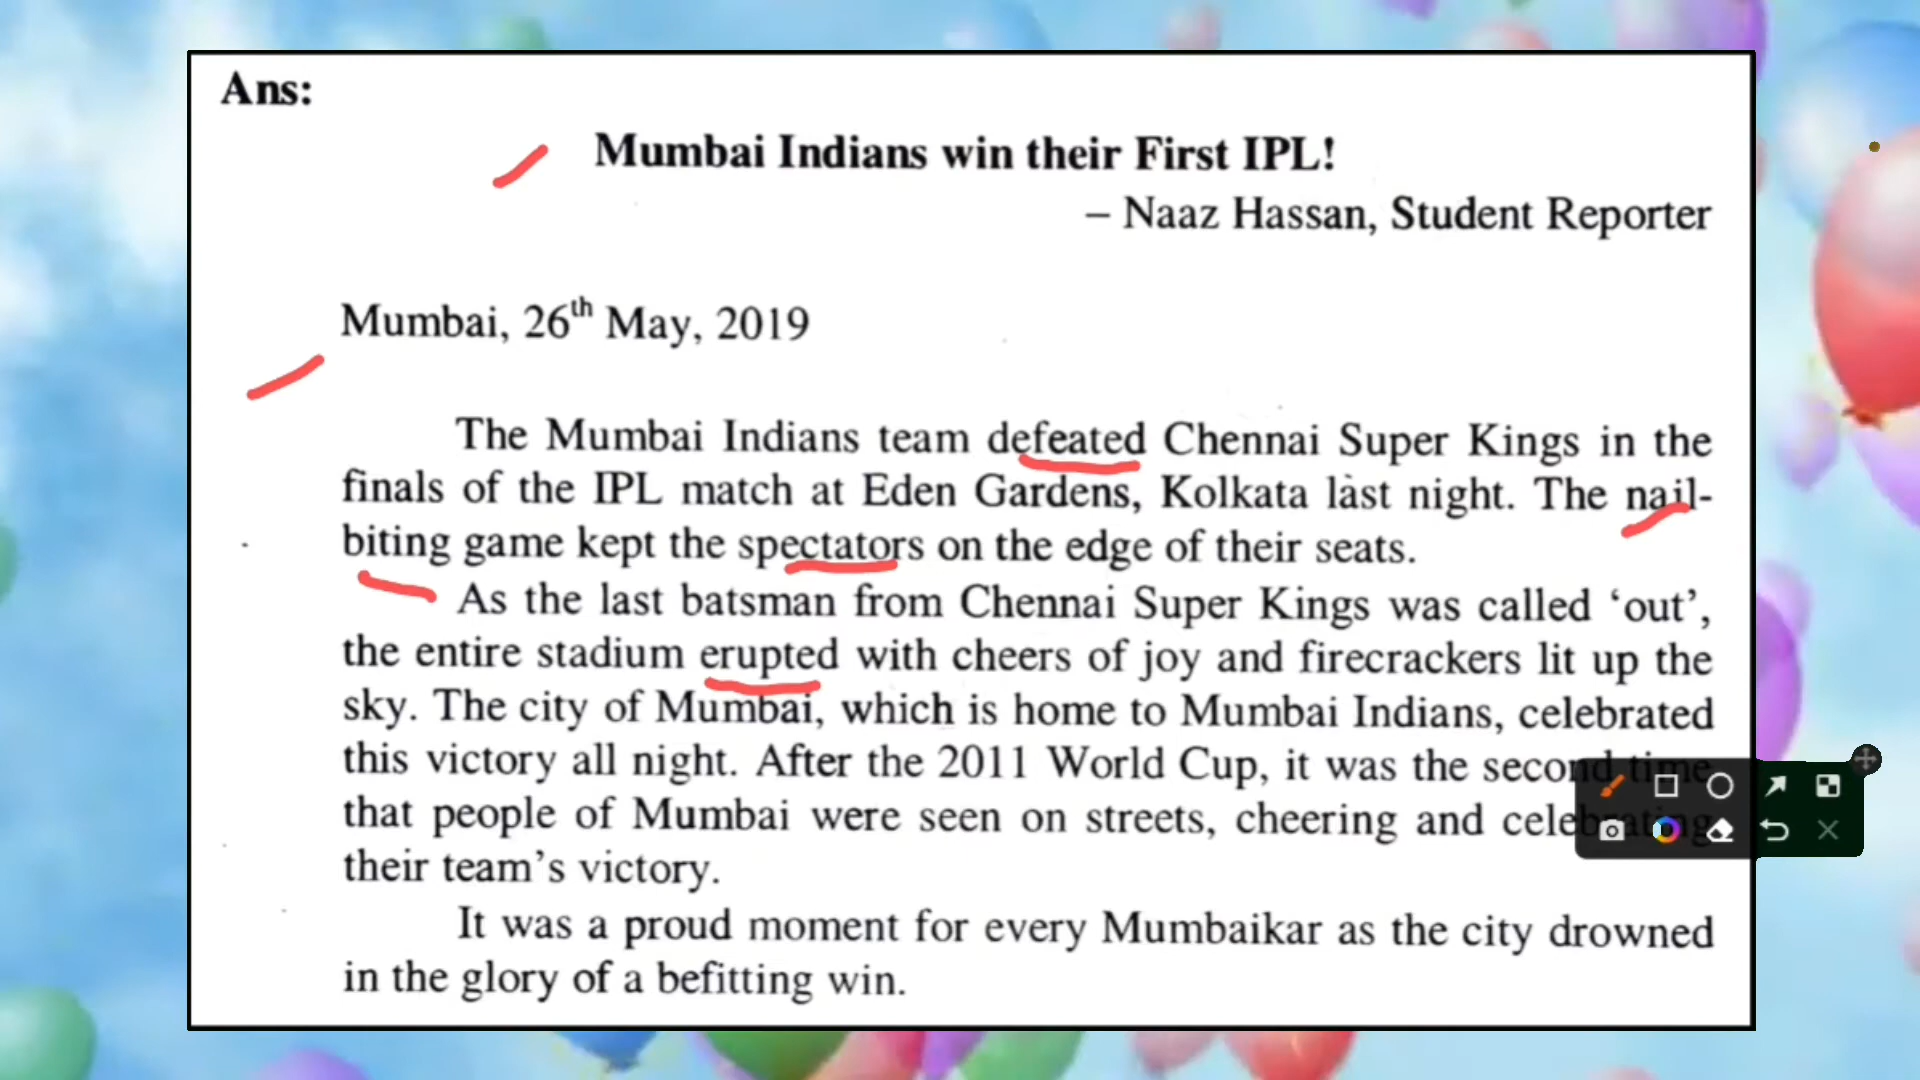 Ans:
Mumbai Indians win their First IPL!
– Naaz Hassan, Student Reporter
Mumbai, 26th May, 2019
The Mumbai Indians team defeated Chennai Super Kings in the
finals of the IPL match at Eden Gardens, Kolkata last night. The nail-
biting game kept the spectators on the edge of their seats.
As the last batsman from Chennai Super Kings was called ‘out’,
the entire stadium erupted with cheers of joy and firecrackers lit up the
sky. The city of Mumbai, which is home to Mumbai Indians, celebrated
this victory all night. After the 2011 World Cup, it was the second time
that people of Mumbai were seen on streets, cheering and celebrating
their team’s victory.
It was a proud moment for every Mumbaikar as the city drowned
in the glory of a befitting win.